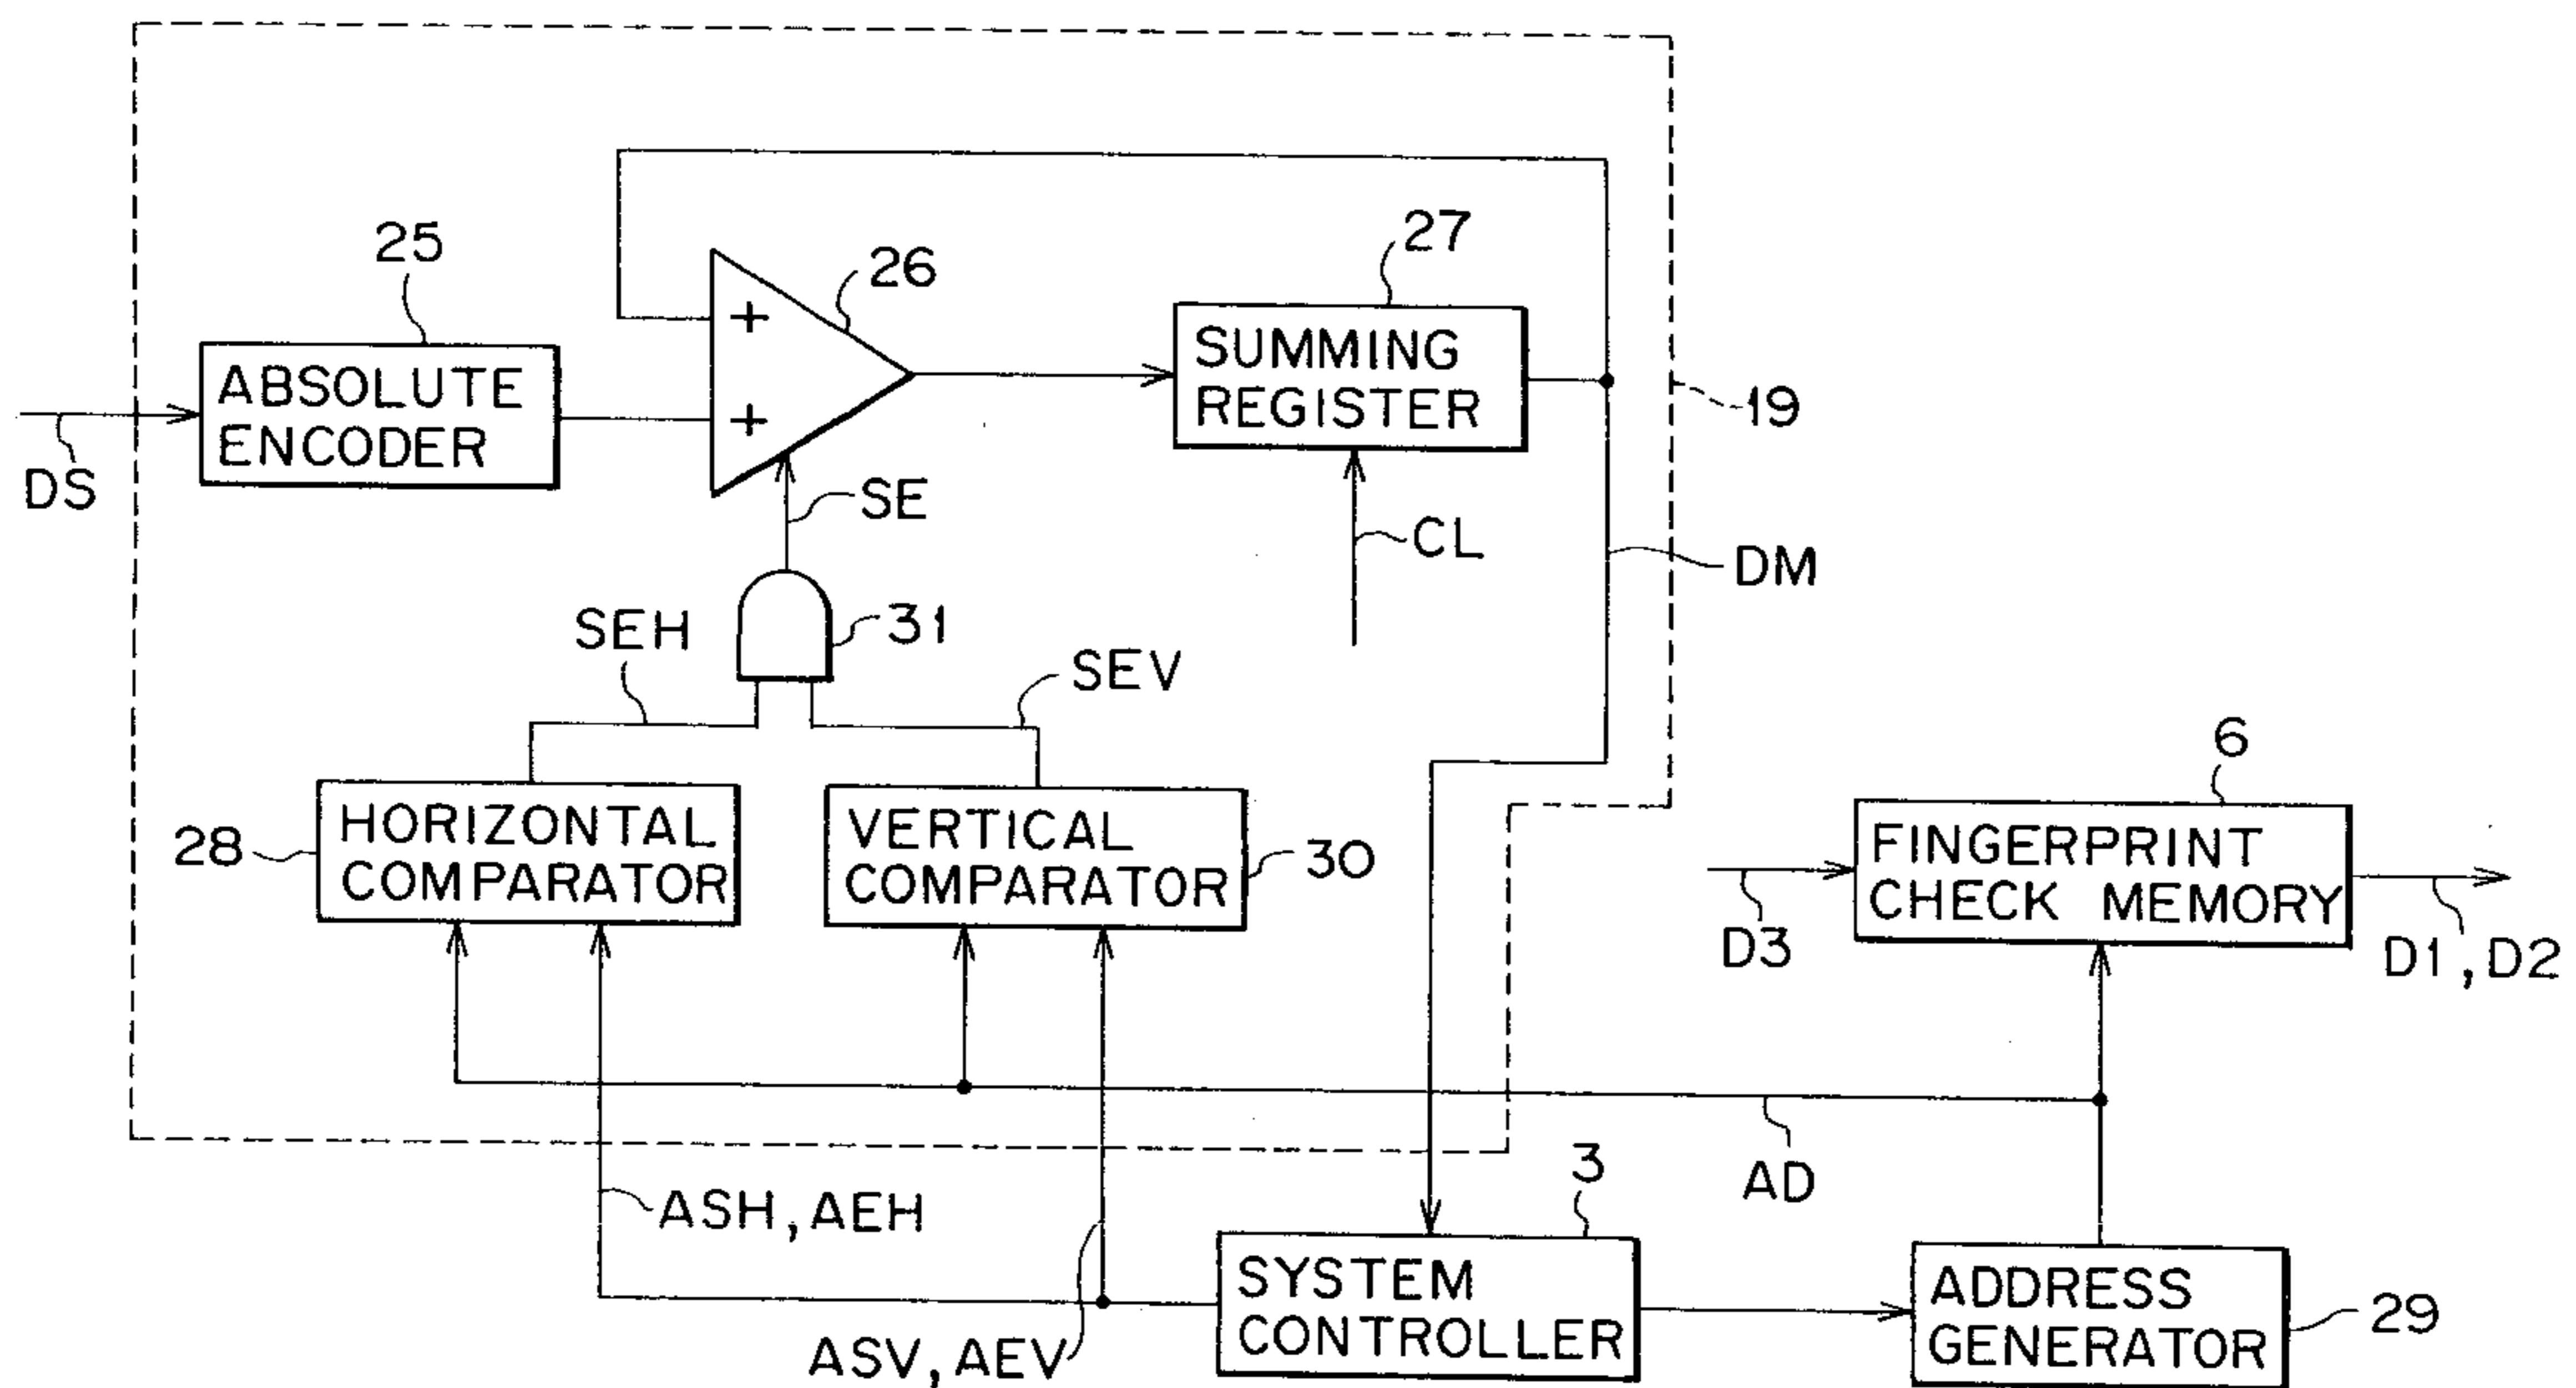 25
26
27
+
+
ABSOLUTE
ENCODER
SUMMING
REGISTER
19
DS
SE
CL
DM
31
SEH
SEV
6
28
HORIZONTAL
COMPARATOR
VERTICAL
COMPARATOR
30
FINGERPRINT
CHECK MEMORY
D3
D1, D2
AD
3
ASH, AEH
SYSTEM
CONTROLLER
ADDRESS
GENERATOR
29
ASV, AEV